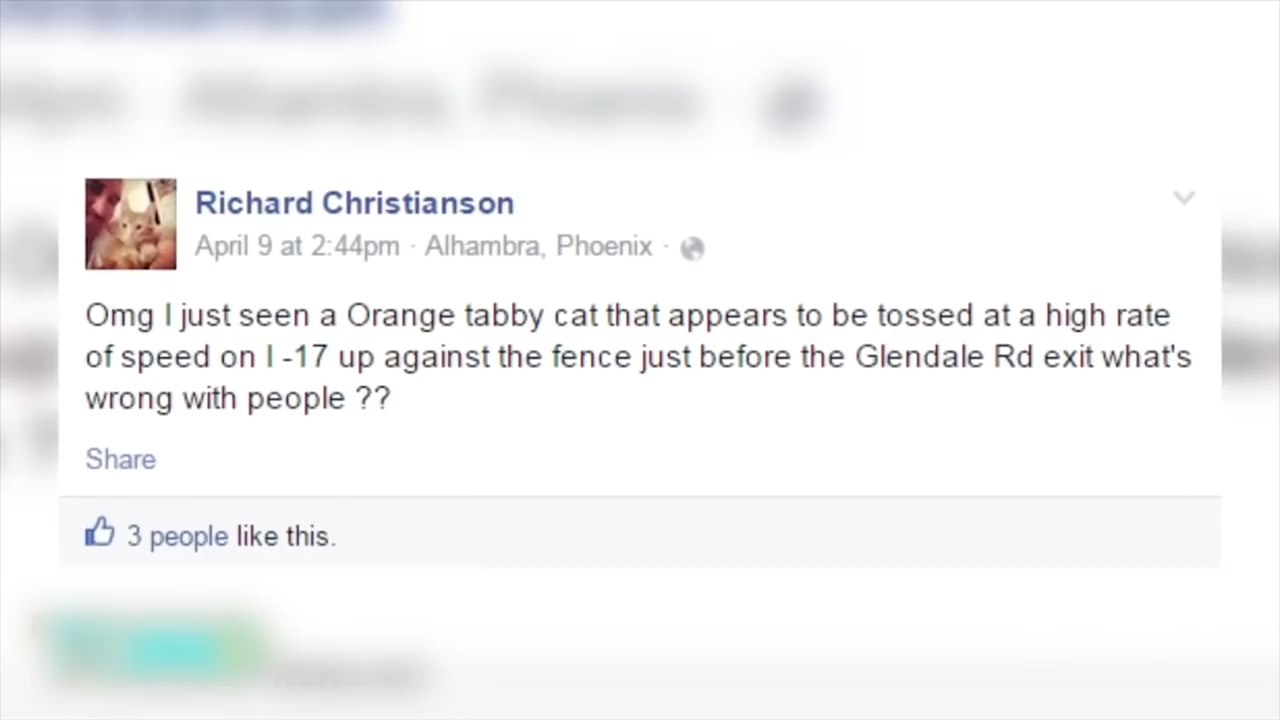 Richard Christianson
April 9 at 2:44pm · Alhambra, Phoenix ·
Omg I just seen a Orange tabby cat that appears to be tossed at a high rate
of speed on I -17 up against the fence just before the Glendale Rd exit what's
wrong with people ??
Share
3 people like this.